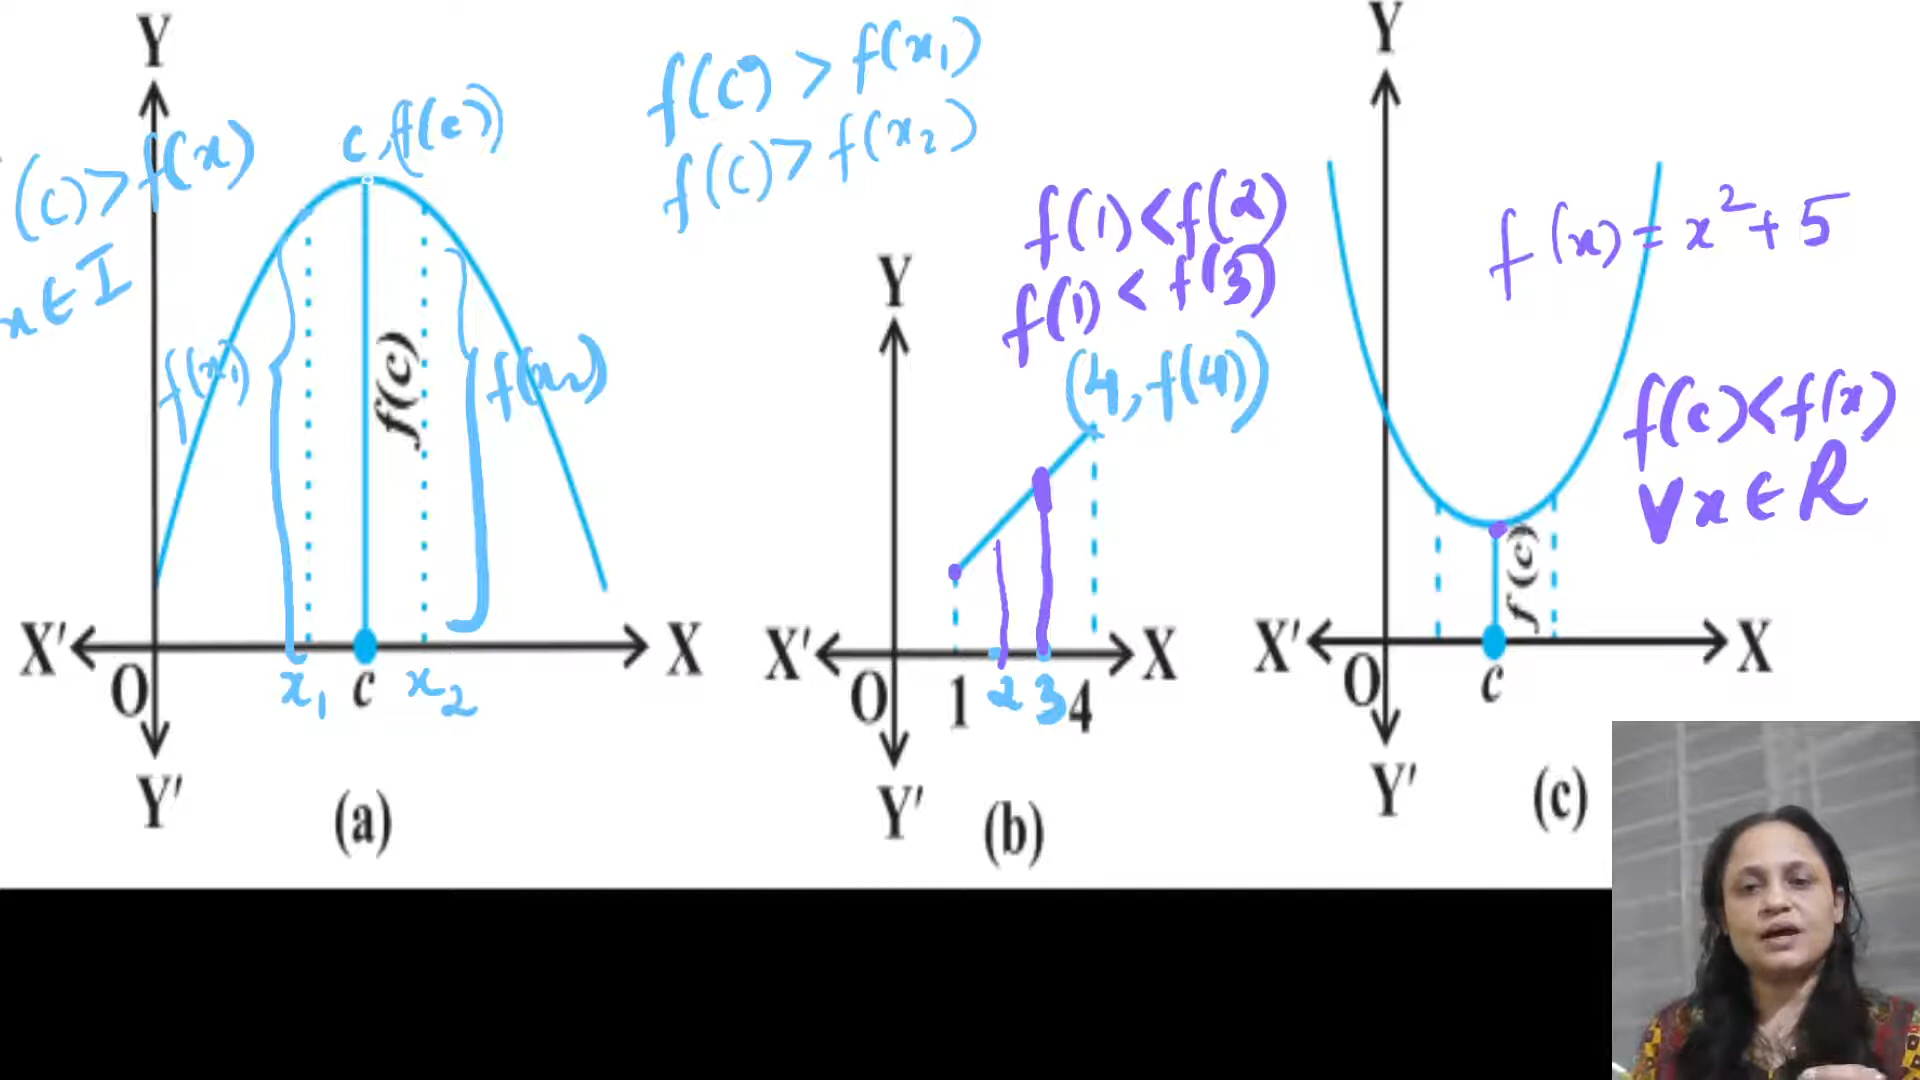 Y
(c) > f(x)
x ∈ I
c, f(c)
f(x₁)
f(c)
f(x₂)
X'
O
x₁
c
x₂
X
Y'
(a)
f(c) > f(x₁)
f(c) > f(x₂)
f(1) < f(2)
f(1) < f(3)
(4, f(4))
Y
X'
O
1
2
3
4
X
Y'
(b)
Y
f(x) = x² + 5
f(c) < f(x)
∀ x ∈ R
f(c)
X'
O
c
X
Y'
(c)